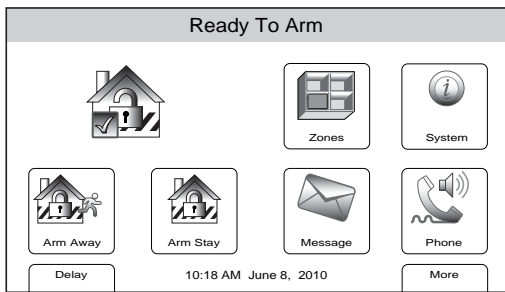 Ready To Arm
Zones
System
Arm Away
Arm Stay
Message
Phone
Delay
10:18 AM June 8, 2010
More